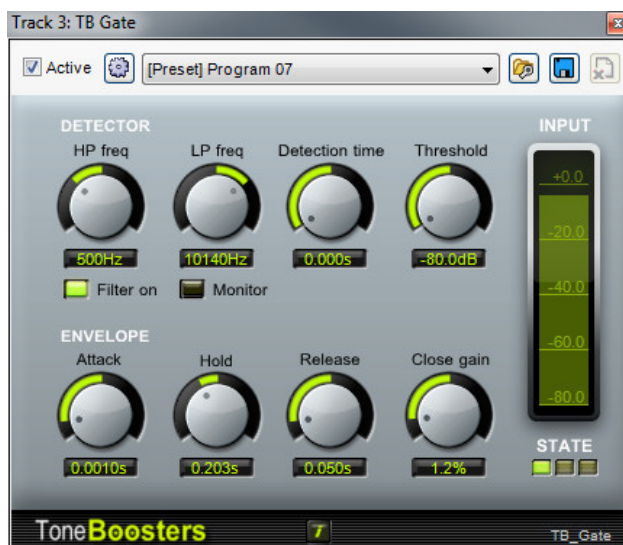 Track 3: TB Gate
x
Active
[Preset] Program 07
DETECTOR
INPUT
HP freq
LP freq
Detection time
Threshold
500Hz
10140Hz
0.000s
-80.0dB
Filter on
Monitor
+0.0
-20.0
-40.0
-60.0
-80.0
ENVELOPE
Attack
Hold
Release
Close gain
0.0010s
0.203s
0.050s
1.2%
STATE
ToneBoosters
T
TB_Gate